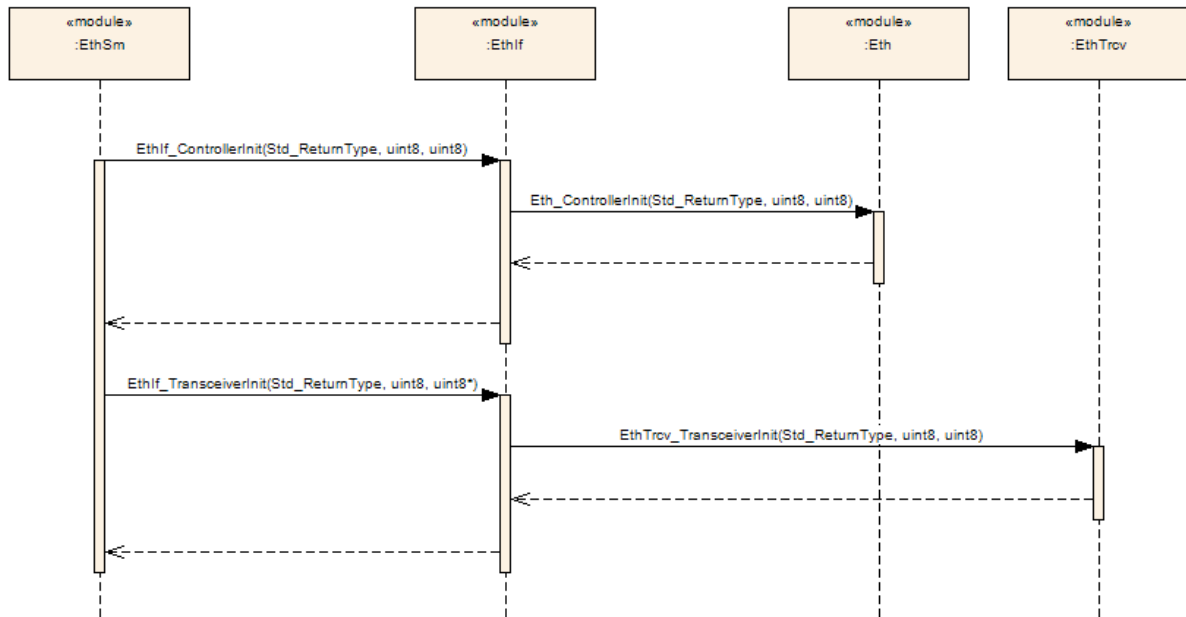 «module»
:EthSm
«module»
:EthIf
«module»
:Eth
«module»
:EthTrcv
EthIf_ControllerInit(Std_ReturnType, uint8, uint8)
Eth_ControllerInit(Std_ReturnType, uint8, uint8)
EthIf_TransceiverInit(Std_ReturnType, uint8, uint8*)
EthTrcv_TransceiverInit(Std_ReturnType, uint8, uint8)